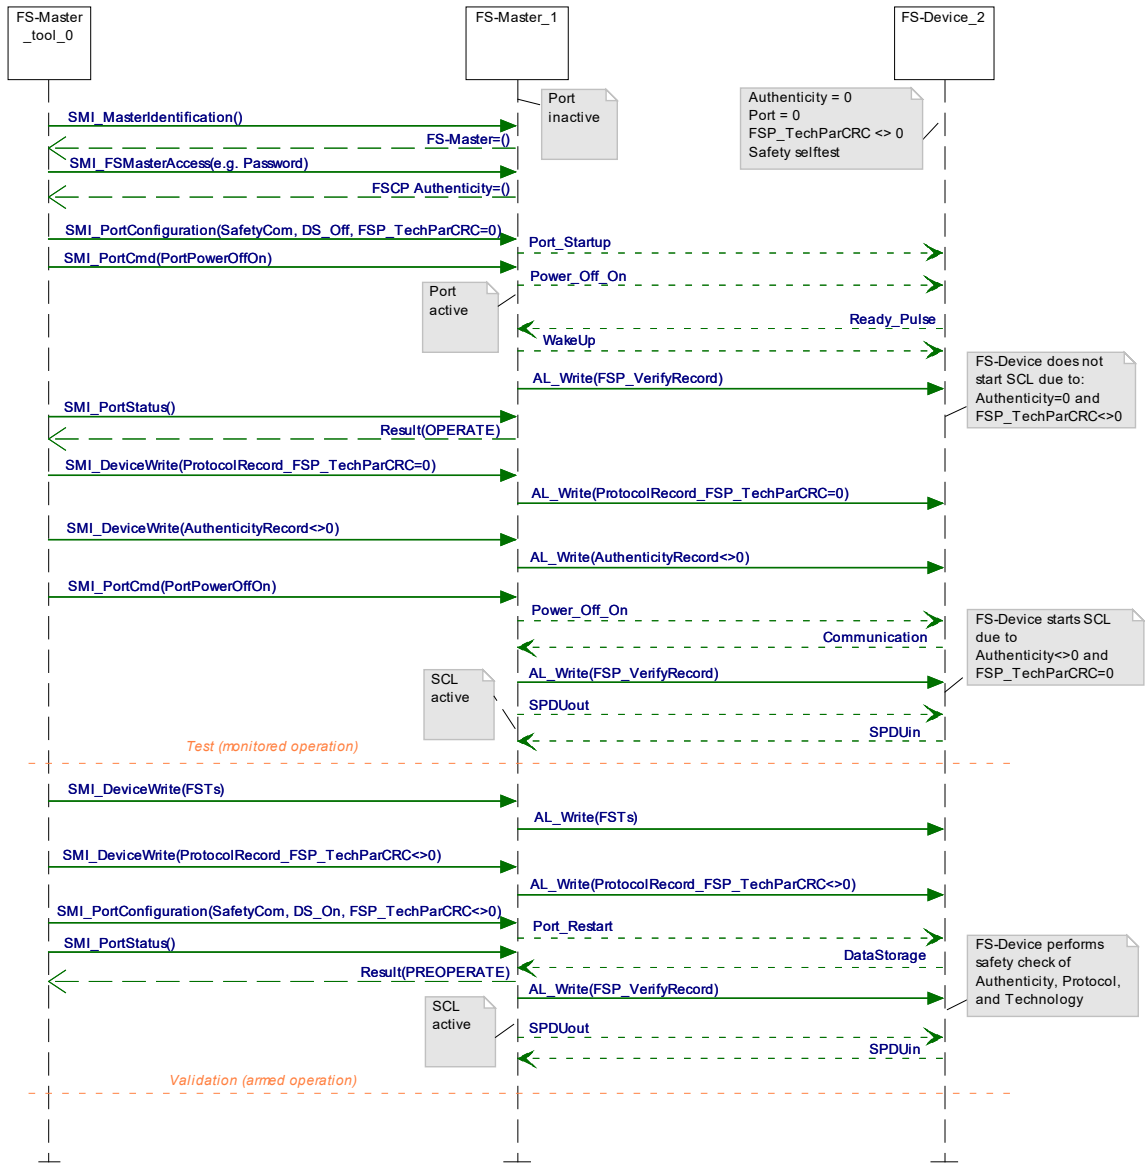 FS-Master
_tool_0
FS-Master_1
FS-Device_2
Port
inactive
Authenticity = 0
Port = 0
FSP_TechParCRC <> 0
Safety selftest
SMI_MasterIdentification()
FS-Master=()
SMI_FSMasterAccess(e.g. Password)
FSCP Authenticity=()
SMI_PortConfiguration(SafetyCom, DS_Off, FSP_TechParCRC=0)
Port_Startup
SMI_PortCmd(PortPowerOffOn)
Power_Off_On
Port
active
Ready_Pulse
WakeUp
FS-Device does not
start SCL due to:
Authenticity=0 and
FSP_TechParCRC<>0
AL_Write(FSP_VerifyRecord)
SMI_PortStatus()
Result(OPERATE)
SMI_DeviceWrite(ProtocolRecord_FSP_TechParCRC=0)
AL_Write(ProtocolRecord_FSP_TechParCRC=0)
SMI_DeviceWrite(AuthenticityRecord<>0)
AL_Write(AuthenticityRecord<>0)
SMI_PortCmd(PortPowerOffOn)
Power_Off_On
FS-Device starts SCL
due to
Authenticity<>0 and
FSP_TechParCRC=0
Communication
AL_Write(FSP_VerifyRecord)
SCL
active
SPDUout
SPDUin
Test (monitored operation)
SMI_DeviceWrite(FSTs)
AL_Write(FSTs)
SMI_DeviceWrite(ProtocolRecord_FSP_TechParCRC<>0)
AL_Write(ProtocolRecord_FSP_TechParCRC<>0)
SMI_PortConfiguration(SafetyCom, DS_On, FSP_TechParCRC<>0)
Port_Restart
SMI_PortStatus()
DataStorage
FS-Device performs
safety check of
Authenticity, Protocol,
and Technology
Result(PREOPERATE)
AL_Write(FSP_VerifyRecord)
SCL
active
SPDUout
SPDUin
Validation (armed operation)